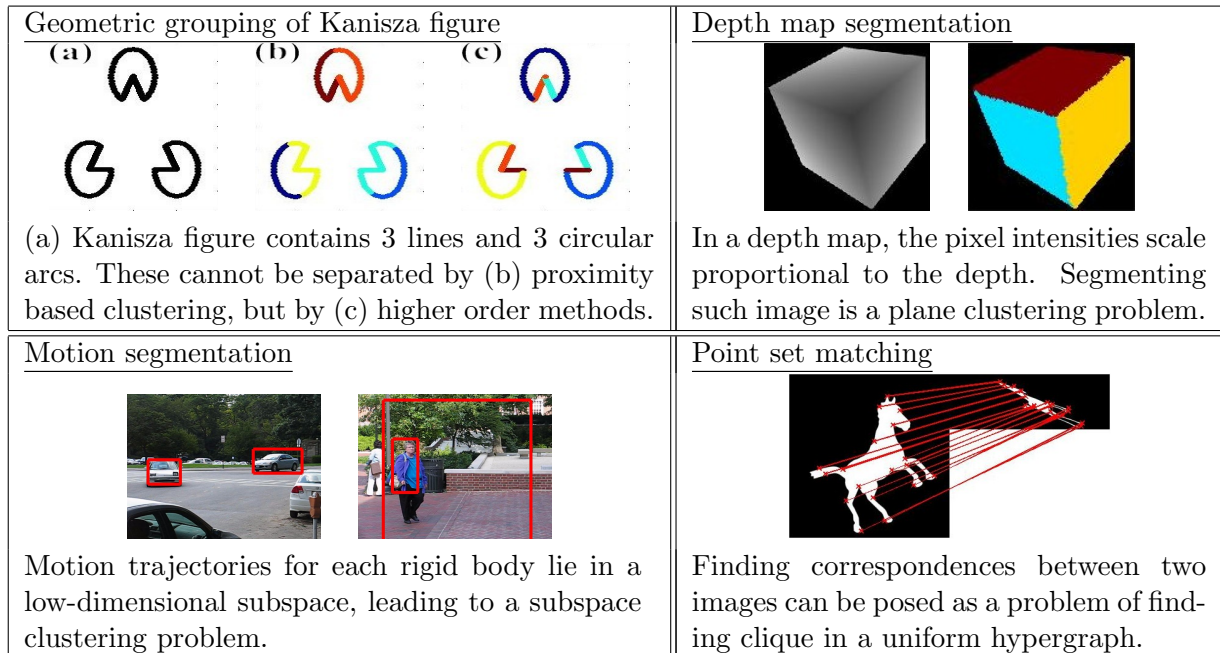 Geometric grouping of Kanisza figure
(a) (b) (c)
(a) Kanisza figure contains 3 lines and 3 circular
arcs. These cannot be separated by (b) proximity
based clustering, but by (c) higher order methods.
Depth map segmentation
In a depth map, the pixel intensities scale
proportional to the depth. Segmenting
such image is a plane clustering problem.
Motion segmentation
Motion trajectories for each rigid body lie in a
low-dimensional subspace, leading to a subspace
clustering problem.
Point set matching
Finding correspondences between two
images can be posed as a problem of find-
ing clique in a uniform hypergraph.